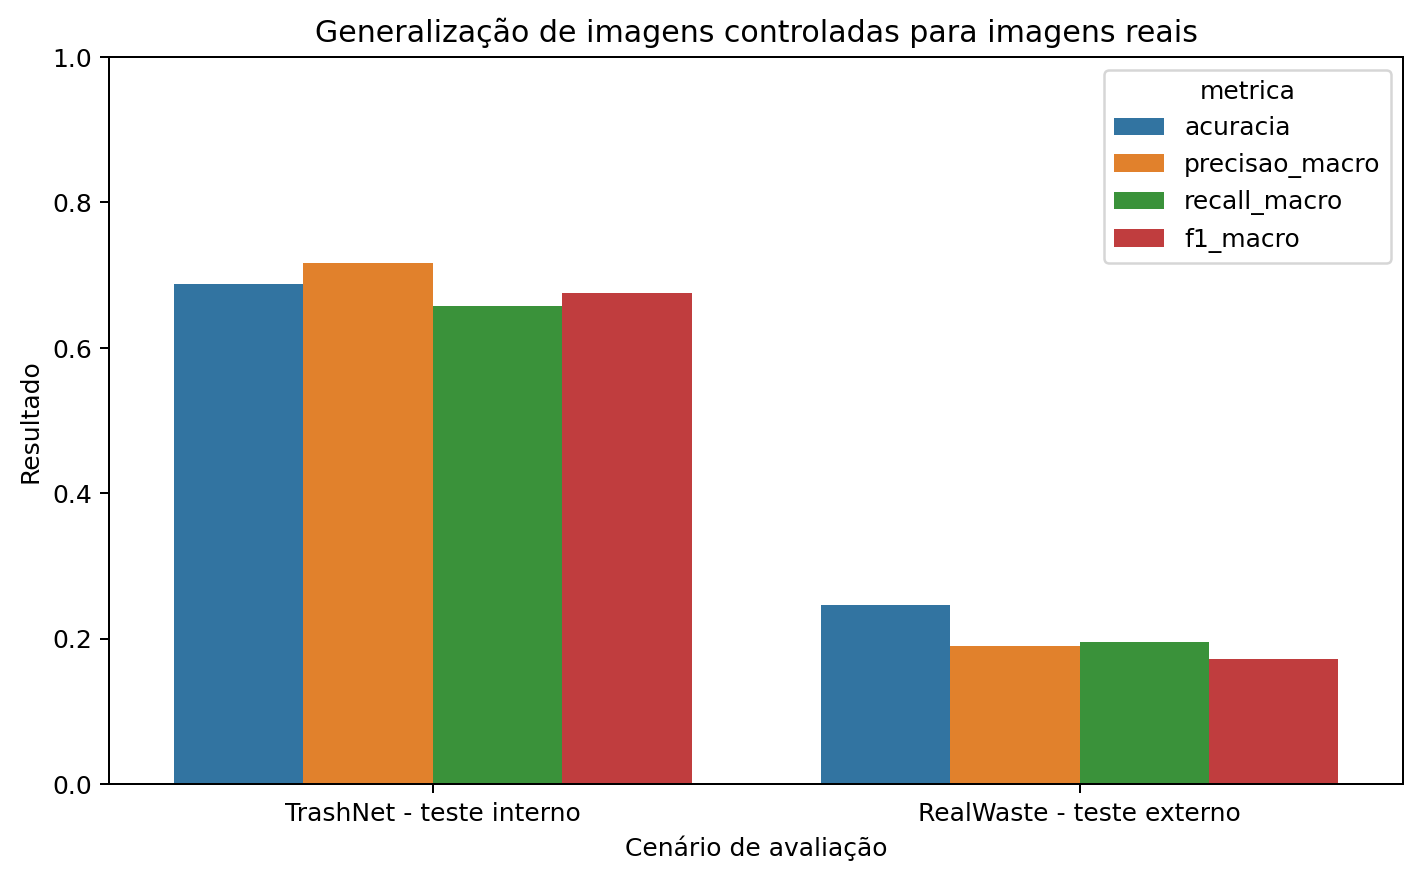 Generalização de imagens controladas para imagens reais
metrica
acuracia
precisao_macro
recall_macro
f1_macro
Resultado
1.0
0.8
0.6
0.4
0.2
0.0
TrashNet - teste interno
RealWaste - teste externo
Cenário de avaliação